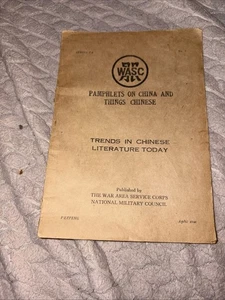 WASC
PAMPHLETS ON CHINA AND
THINGS CHINESE
TRENDS IN CHINESE
LITERATURE TODAY
Published by
THE WAR AREA SERVICE CORPS
NATIONAL MILITARY COUNCIL